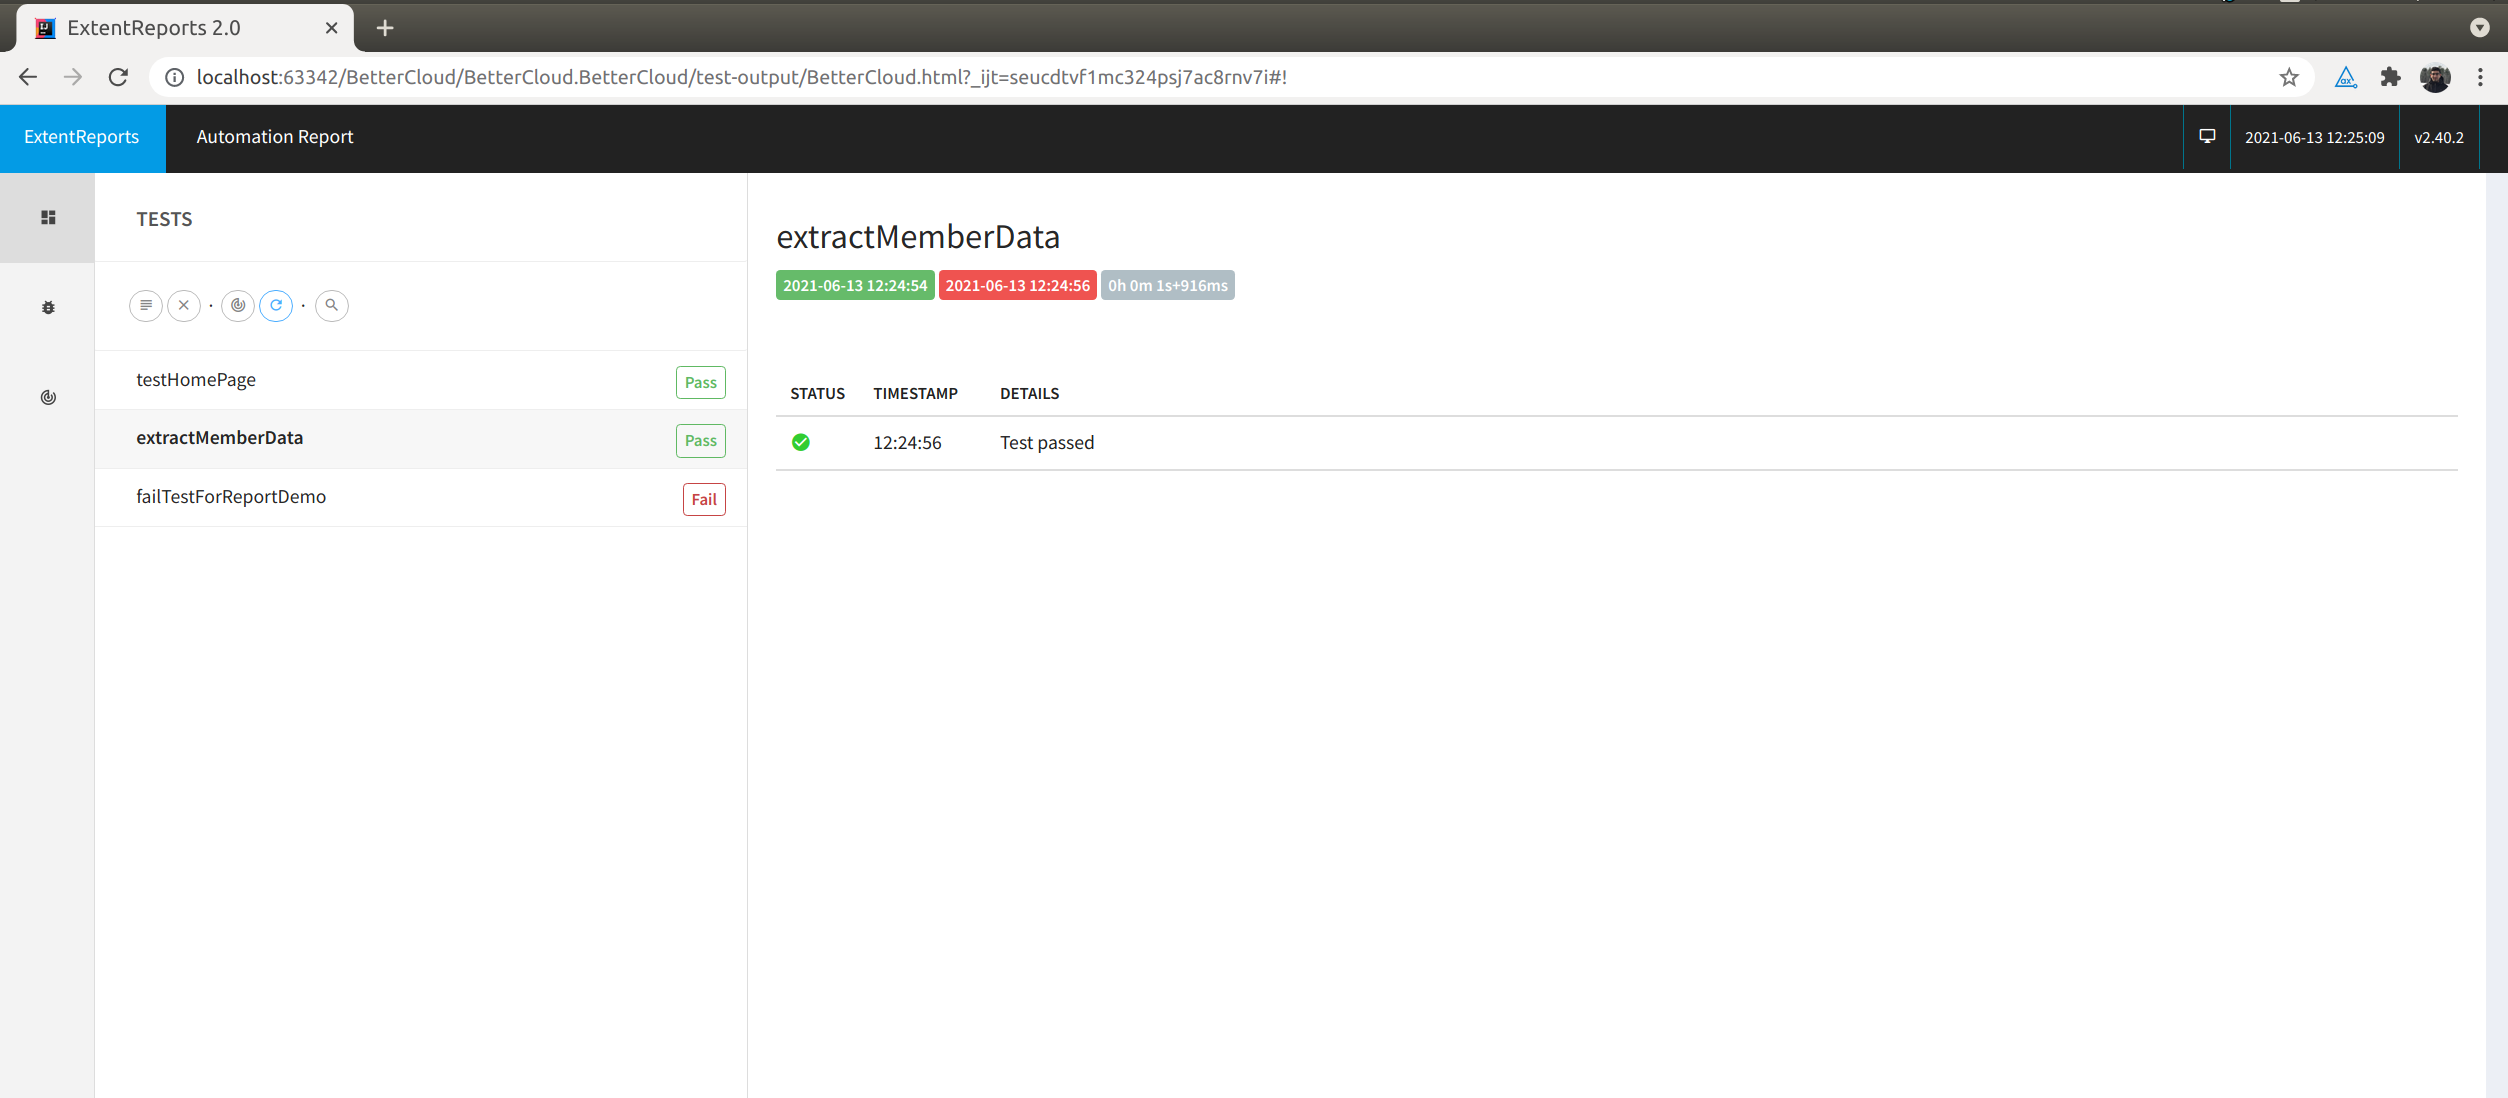 ExtentReports 2.0
localhost:63342/BetterCloud/BetterCloud.BetterCloud/test-output/BetterCloud.html?_ijt=seucdtvf1mc324psj7ac8rnv7i#!
ExtentReports Automation Report 2021-06-13 12:25:09 v2.40.2
TESTS
testHomePage Pass
extractMemberData Pass
failTestForReportDemo Fail
extractMemberData
2021-06-13 12:24:54 2021-06-13 12:24:56 0h 0m 1s+916ms
STATUS TIMESTAMP DETAILS
12:24:56 Test passed